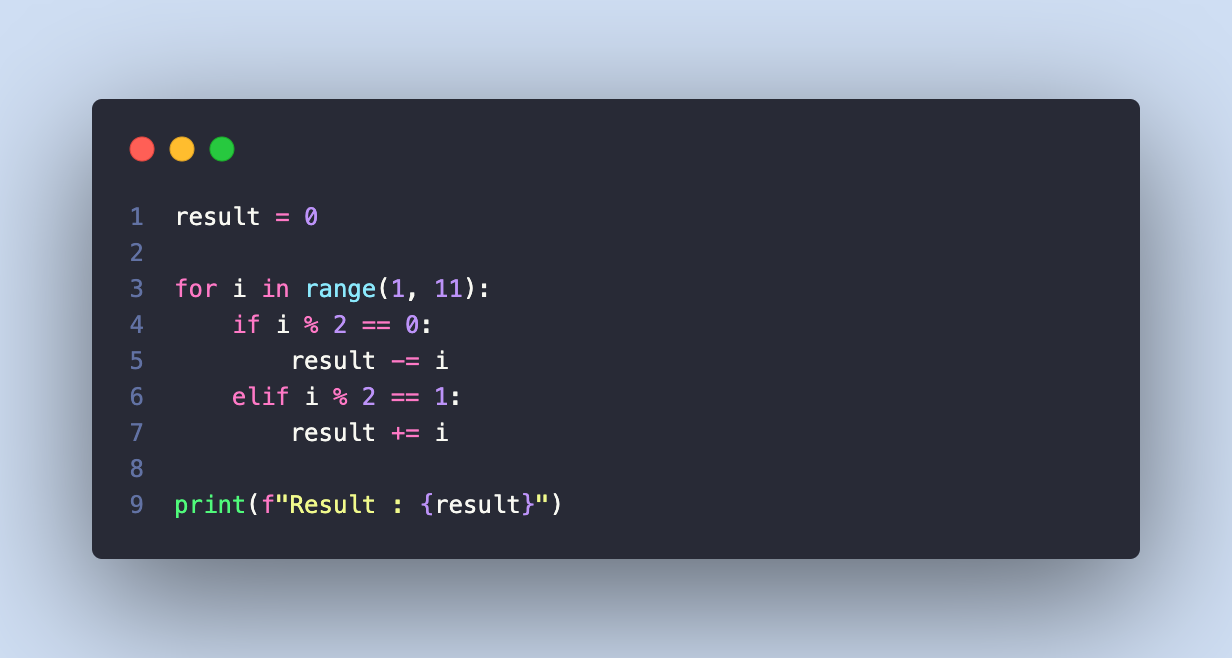 1 result = 0
2
3 for i in range(1, 11):
4     if i % 2 == 0:
5         result -= i
6     elif i % 2 == 1:
7         result += i
8
9 print(f"Result : {result}")